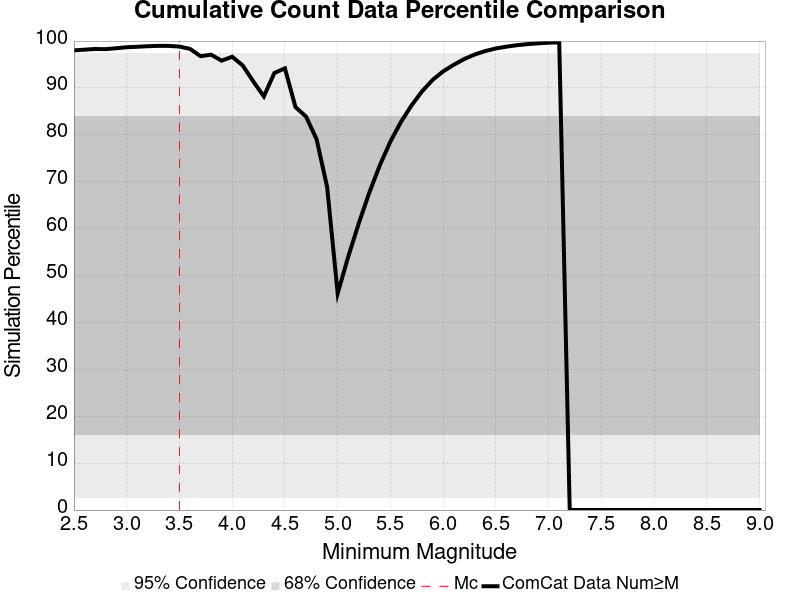 Cumulative Count Data Percentile Comparison
100
90
80
70
60
50
40
30
20
10
0
Simulation Percentile
2.5 3.0 3.5 4.0 4.5 5.0 5.5 6.0 6.5 7.0 7.5 8.0 8.5 9.0
Minimum Magnitude
95% Confidence 68% Confidence Mc ComCat Data Num≥M